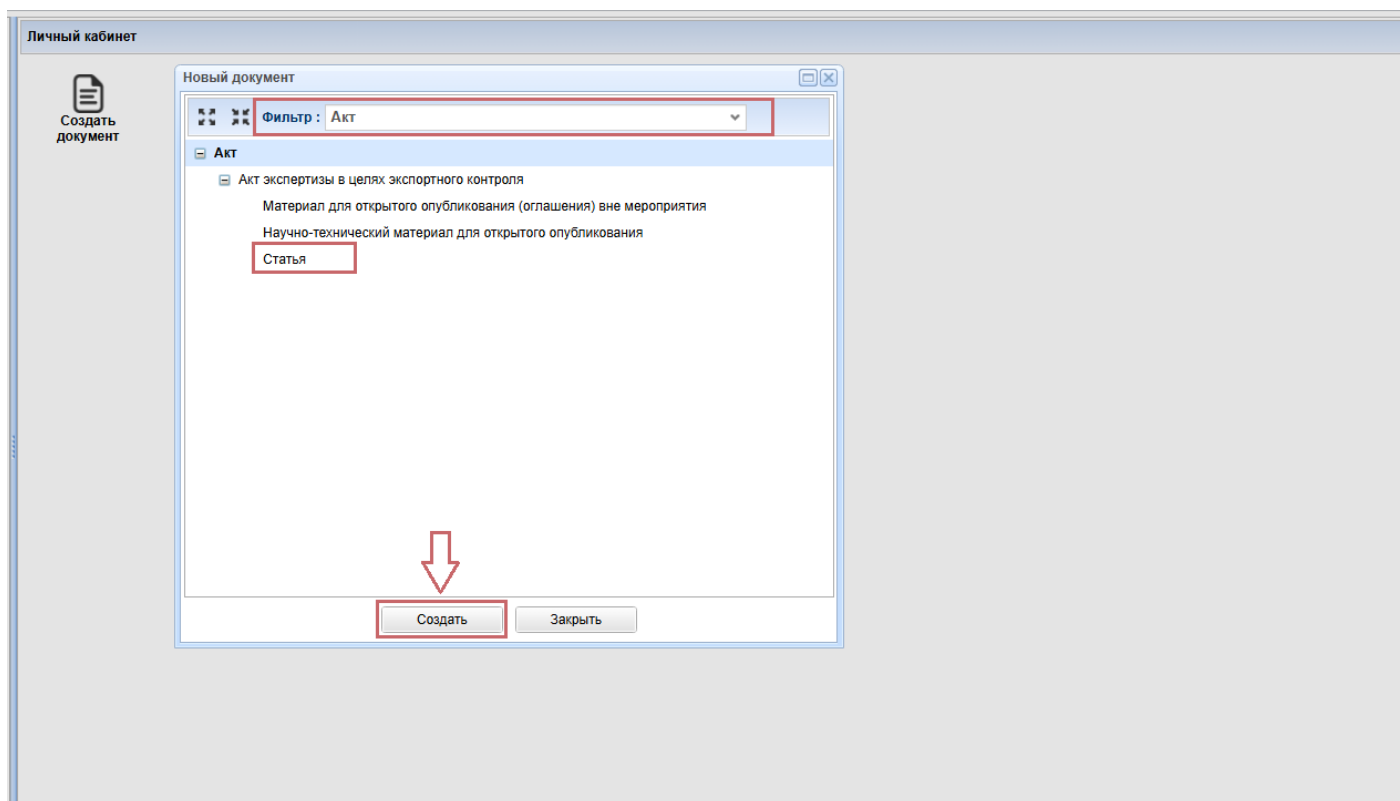 Личный кабинет
Создать
документ
Новый документ
Фильтр : Акт
Акт
Акт экспертизы в целях экспортного контроля
Материал для открытого опубликования (оглашения) вне мероприятия
Научно-технический материал для открытого опубликования
Статья
Создать Закрыть